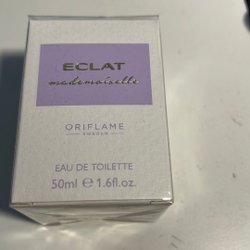 ECLAT
mademoiselle
ORIFLAME
SWEDEN
EAU DE TOILETTE
50ml ℮ 1.6fl.oz.